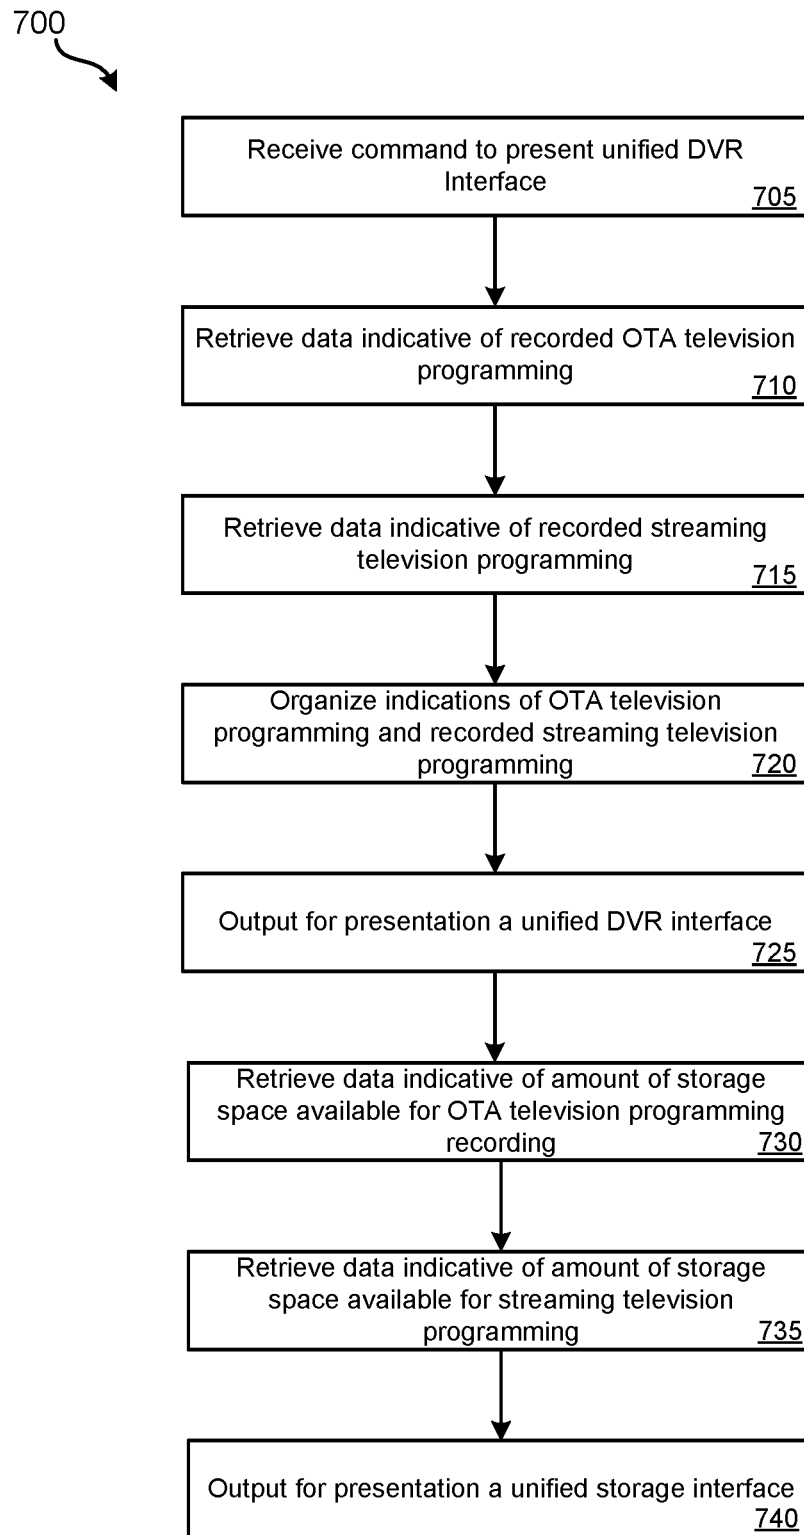 700
Receive command to present unified DVR
Interface
705
Retrieve data indicative of recorded OTA television
programming
710
Retrieve data indicative of recorded streaming
television programming
715
Organize indications of OTA television
programming and recorded streaming television
programming
720
Output for presentation a unified DVR interface
725
Retrieve data indicative of amount of storage
space available for OTA television programming
recording
730
Retrieve data indicative of amount of storage
space available for streaming television
programming
735
Output for presentation a unified storage interface
740